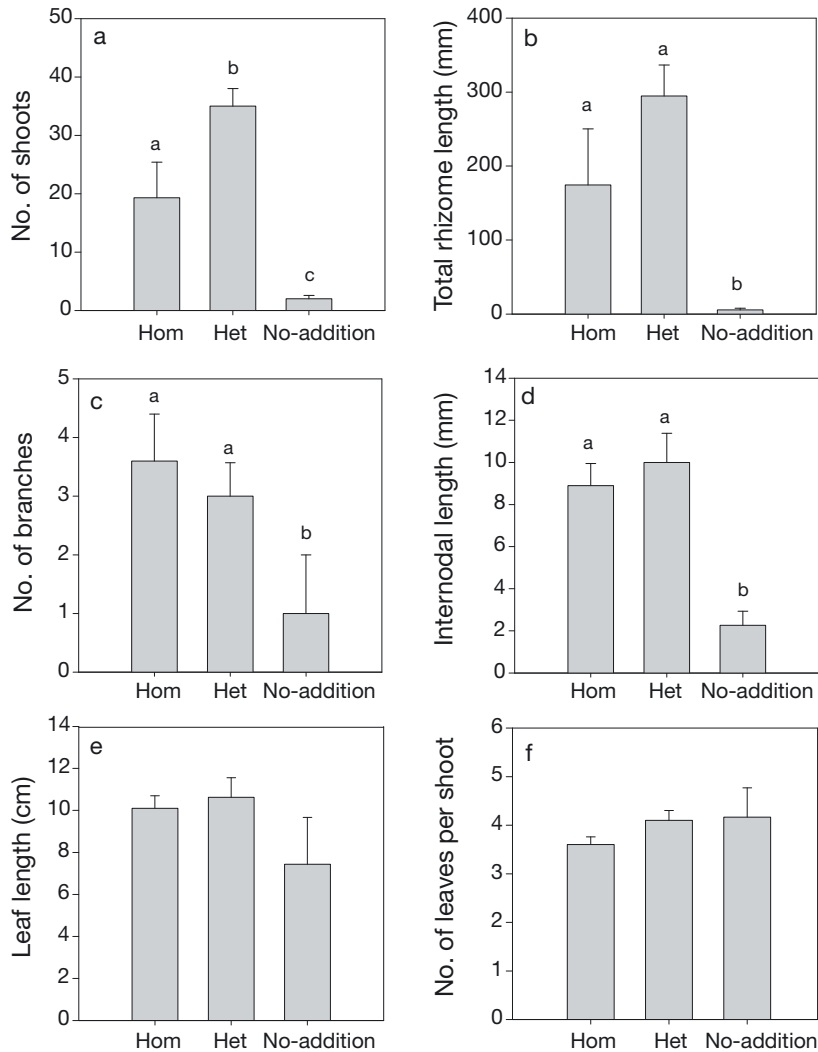 a
No. of shoots
50
40
30
20
10
0
a
b
c
Hom Het No-addition
b
Total rhizome length (mm)
400
300
200
100
0
a
a
b
Hom Het No-addition
c
No. of branches
5
4
3
2
1
0
a
a
b
Hom Het No-addition
d
Internodal length (mm)
14
12
10
8
6
4
2
0
a
a
b
Hom Het No-addition
e
Leaf length (cm)
14
12
10
8
6
4
2
0
Hom Het No-addition
f
No. of leaves per shoot
6
5
4
3
2
1
0
Hom Het No-addition